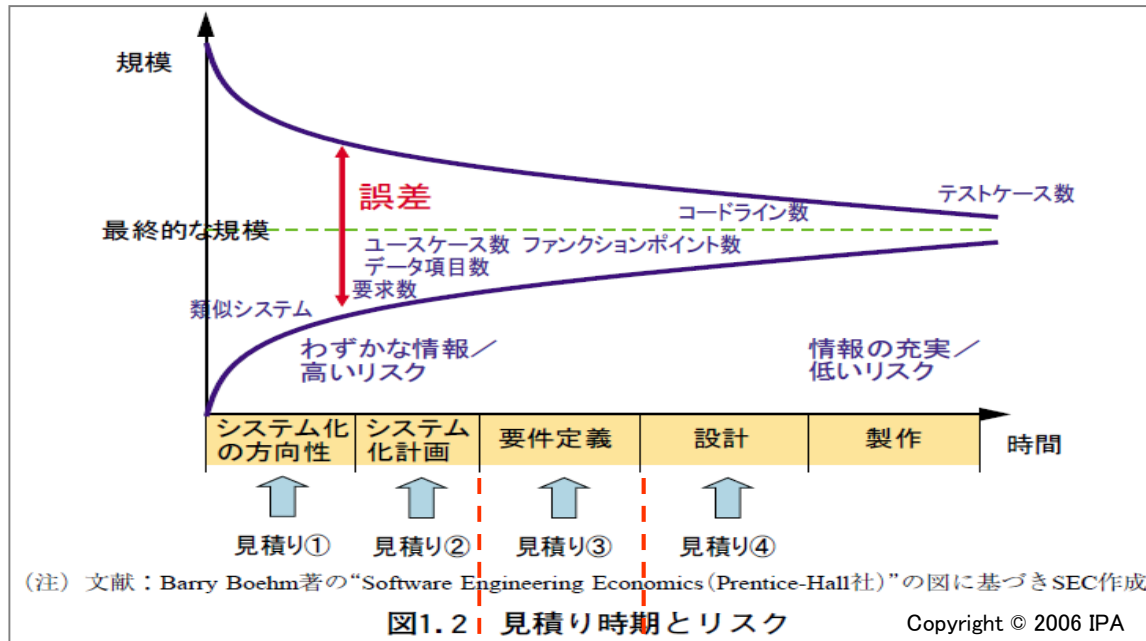 規模
誤差
テストケース数
コードライン数
最終的な規模
ユースケース数 ファンクションポイント数
データ項目数
要求数
類似システム
わずかな情報／
高いリスク
情報の充実／
低いリスク
システム化
の方向性
システム
化計画
要件定義
設計
製作
時間
見積り①
見積り②
見積り③
見積り④
（注） 文献：Barry Boehm著の“Software Engineering Economics（Prentice-Hall社）”の図に基づきSEC作成
図1.2 見積り時期とリスク
Copyright © 2006 IPA